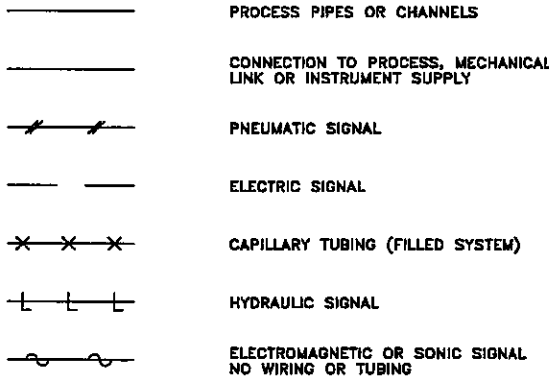 PROCESS PIPES OR CHANNELS
CONNECTION TO PROCESS, MECHANICAL
LINK OR INSTRUMENT SUPPLY
PNEUMATIC SIGNAL
ELECTRIC SIGNAL
CAPILLARY TUBING (FILLED SYSTEM)
HYDRAULIC SIGNAL
ELECTROMAGNETIC OR SONIC SIGNAL
NO WIRING OR TUBING